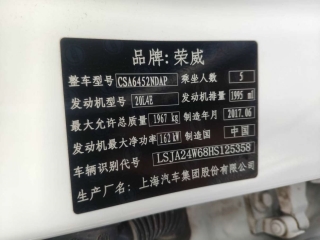 品牌:荣威
整车型号 CSA6452NDAP 乘坐人数 5
发动机型号 20L4E 发动机排量 1995 ml
最大允许总质量 1967 kg 制造年月 2017.06
发动机最大净功率 162 kW 制造国 中国
车辆识别代号 LSJA24W68HS125358
生产厂名: 上海汽车集团股份有限公司